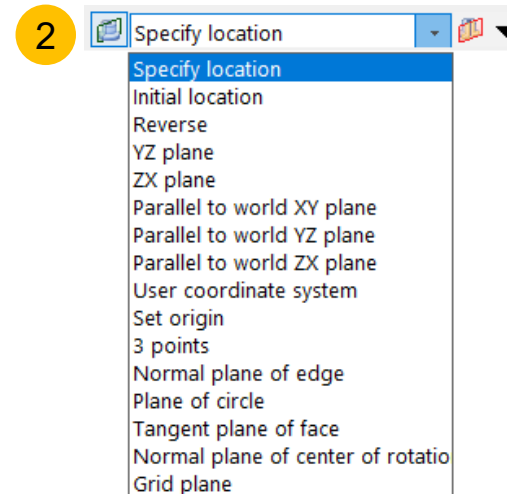 2
Specify location
Specify location
Initial location
Reverse
YZ plane
ZX plane
Parallel to world XY plane
Parallel to world YZ plane
Parallel to world ZX plane
User coordinate system
Set origin
3 points
Normal plane of edge
Plane of circle
Tangent plane of face
Normal plane of center of rotatio
Grid plane